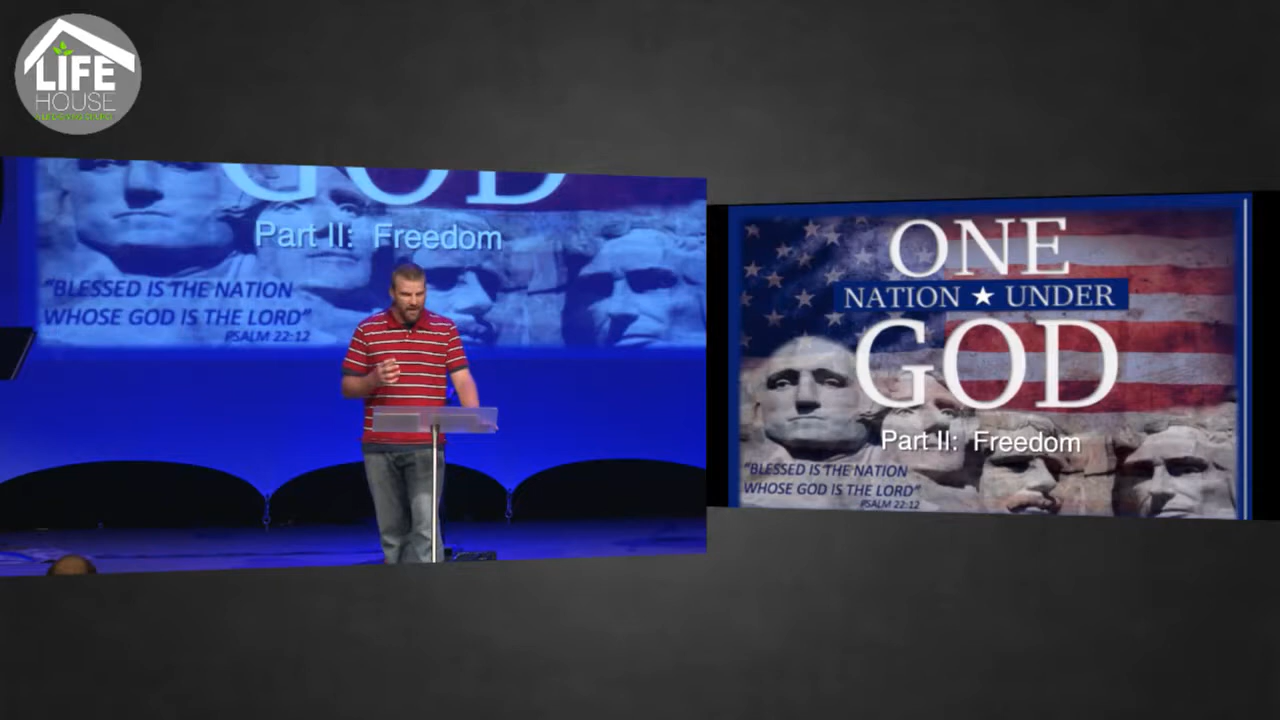 LIFE
HOUSE
GOD
Part II: Freedom
"BLESSED IS THE NATION
WHOSE GOD IS THE LORD"
PSALM 22:12
ONE
NATION ★ UNDER
GOD
Part II: Freedom
"BLESSED IS THE NATION
WHOSE GOD IS THE LORD"
PSALM 22:12